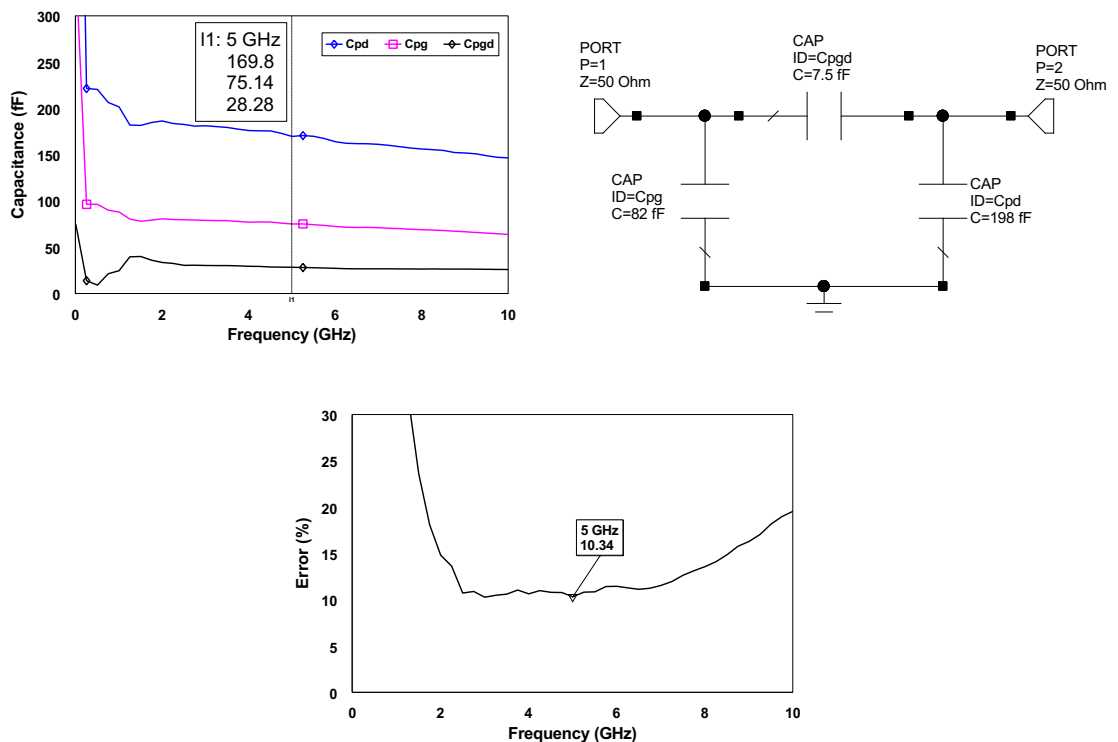 300
250
200
150
100
50
0
Capacitance (fF)
I1: 5 GHz
169.8
75.14
28.28
Cpd
Cpg
Cpgd
0
2
4
6
8
10
I1
Frequency (GHz)
PORT
P=1
Z=50 Ohm
CAP
ID=Cpgd
C=7.5 fF
PORT
P=2
Z=50 Ohm
CAP
ID=Cpg
C=82 fF
CAP
ID=Cpd
C=198 fF
30
25
20
15
10
5
0
Error (%)
5 GHz
10.34
0
2
4
6
8
10
Frequency (GHz)